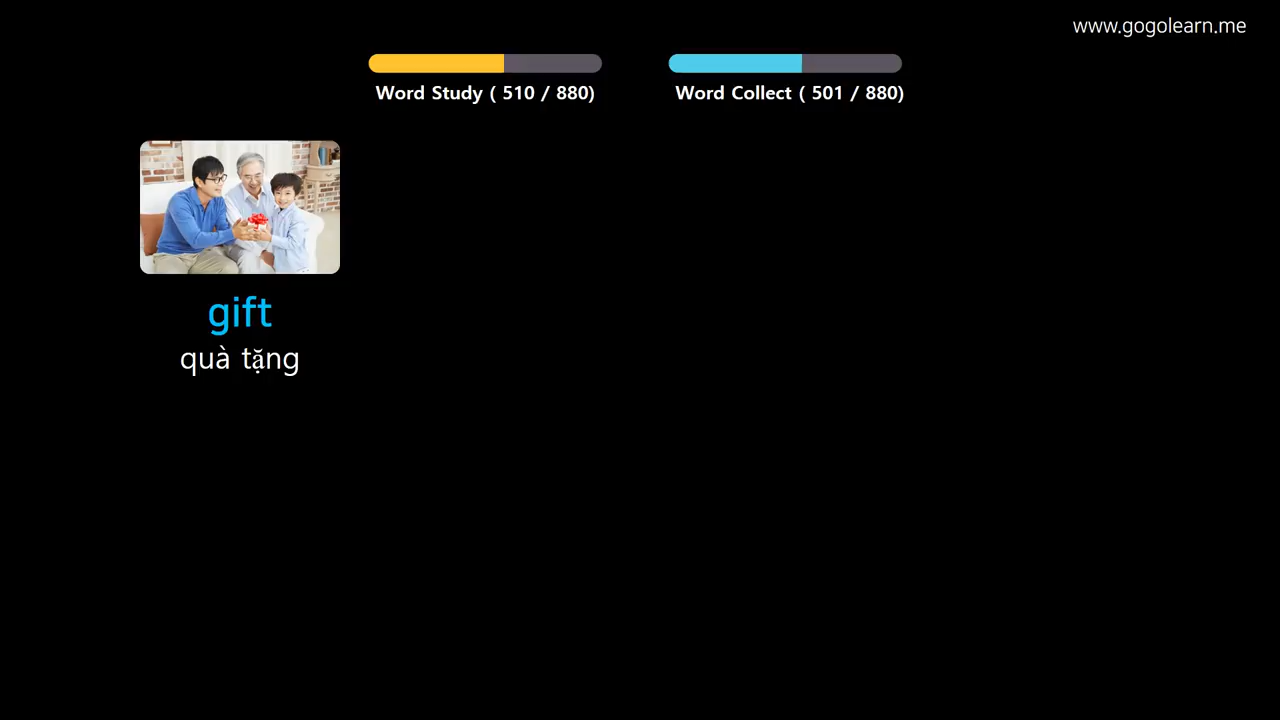 www.gogolearn.me
Word Study ( 510 / 880)
Word Collect ( 501 / 880)
gift
quà tặng